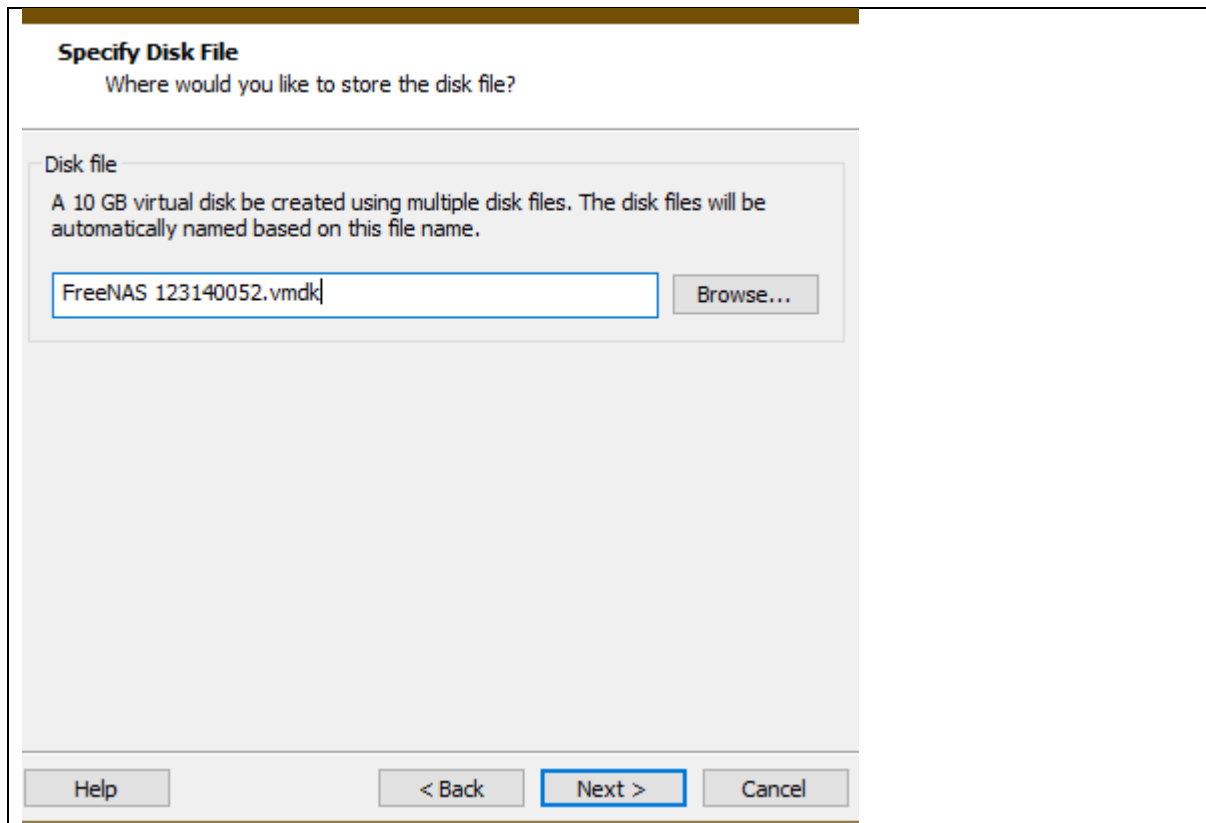 Specify Disk File
Where would you like to store the disk file?
Disk file
A 10 GB virtual disk be created using multiple disk files. The disk files will be
automatically named based on this file name.
FreeNAS 123140052.vmdk
Browse...
Help
< Back
Next >
Cancel